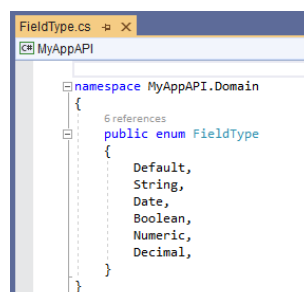 FieldType.cs
C# MyAppAPI
namespace MyAppAPI.Domain
{
6 references
public enum FieldType
{
Default,
String,
Date,
Boolean,
Numeric,
Decimal,
}
}